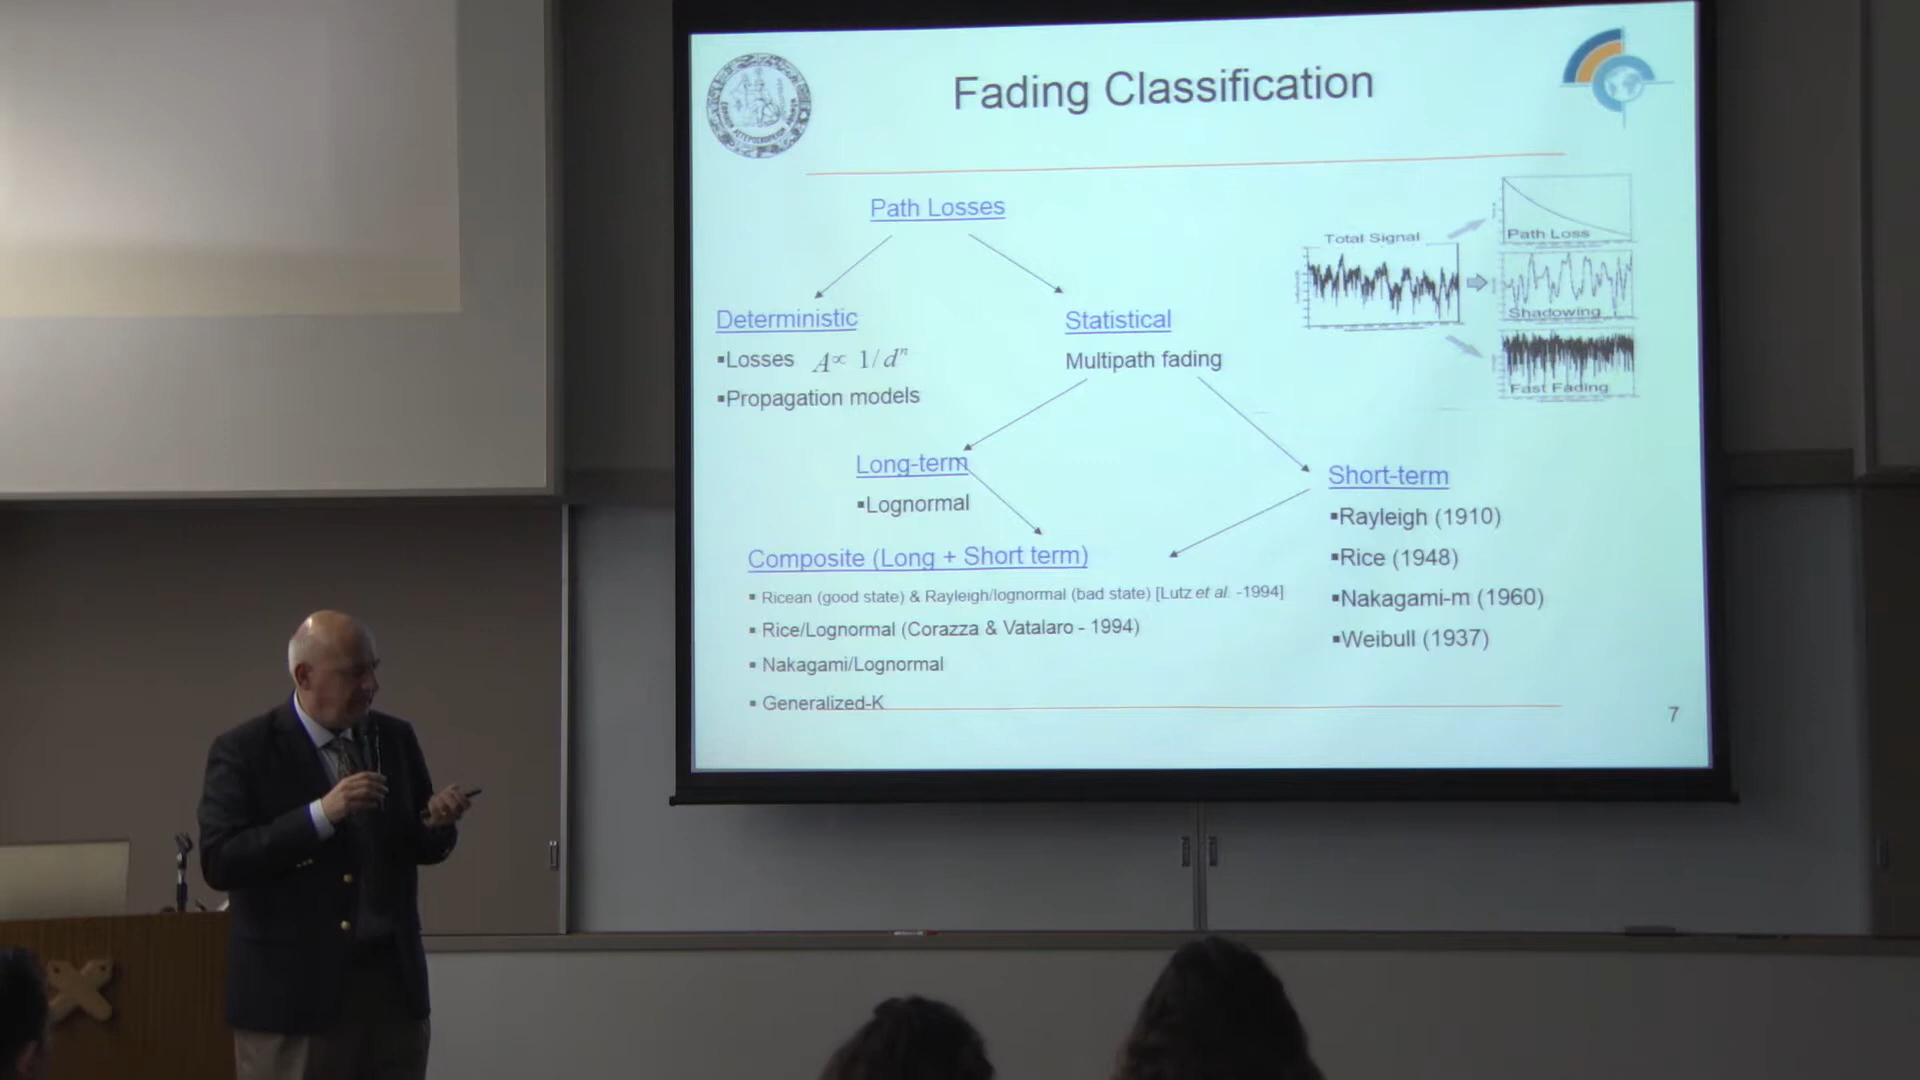 Fading Classification
Path Losses
Total Signal
Path Loss
Shadowing
Fast Fading
Deterministic
▪Losses A∝ 1/dⁿ
▪Propagation models
Statistical
Multipath fading
Long-term
▪Lognormal
Short-term
▪Rayleigh (1910)
▪Rice (1948)
▪Nakagami-m (1960)
▪Weibull (1937)
Composite (Long + Short term)
▪ Ricean (good state) & Rayleigh/lognormal (bad state) [Lutz et al. -1994]
▪ Rice/Lognormal (Corazza & Vatalaro - 1994)
▪ Nakagami/Lognormal
▪ Generalized-K
7